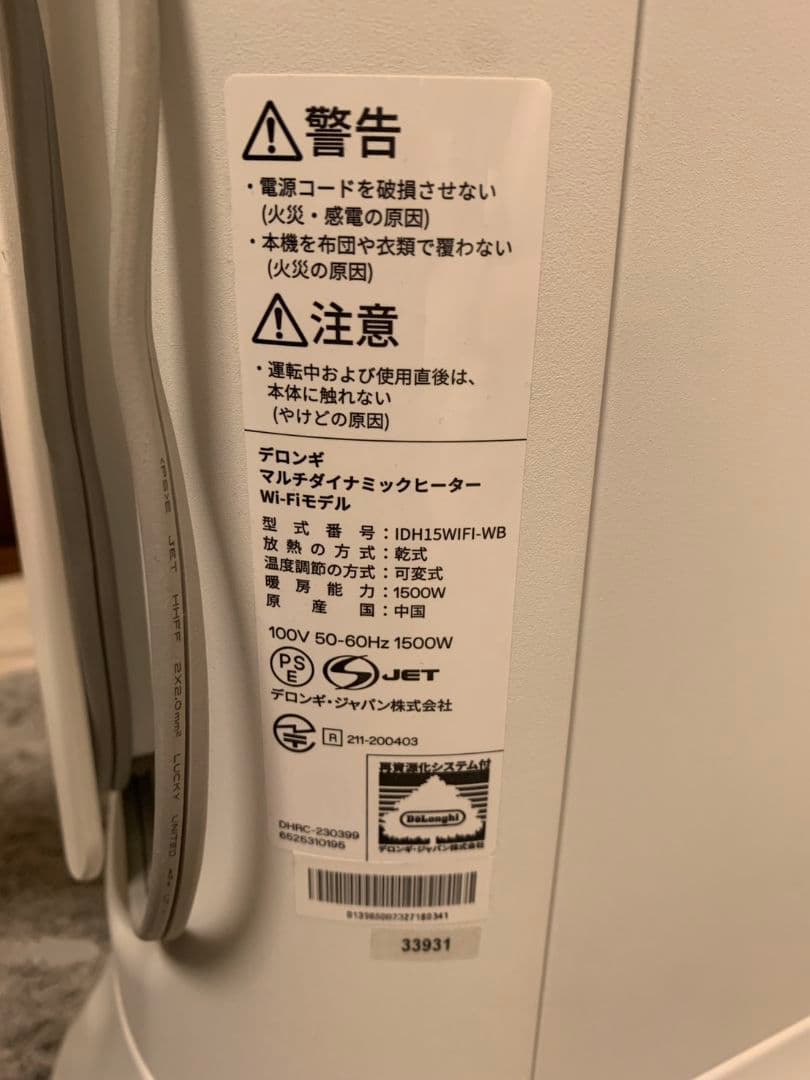 警告
・電源コードを破損させない
(火災・感電の原因)
・本機を布団や衣類で覆わない
(火災の原因)
注意
・運転中および使用直後は、
本体に触れない
(やけどの原因)
デロンギ
マルチダイナミックヒーター
Wi-Fiモデル
型式番号：IDH15WIFI-WB
放熱の方式：乾式
温度調節の方式：可変式
暖房能力：1500W
原産国：中国
100V 50-60Hz 1500W
PSE
S JET
デロンギ・ジャパン株式会社
R 211-200403
再資源化システム付
DeLonghi
デロンギ・ジャパン株式会社
DHRC-230399
6525310195
33931
<PS>E JET HHFF 2X2.0mm² LUCKY UNITED